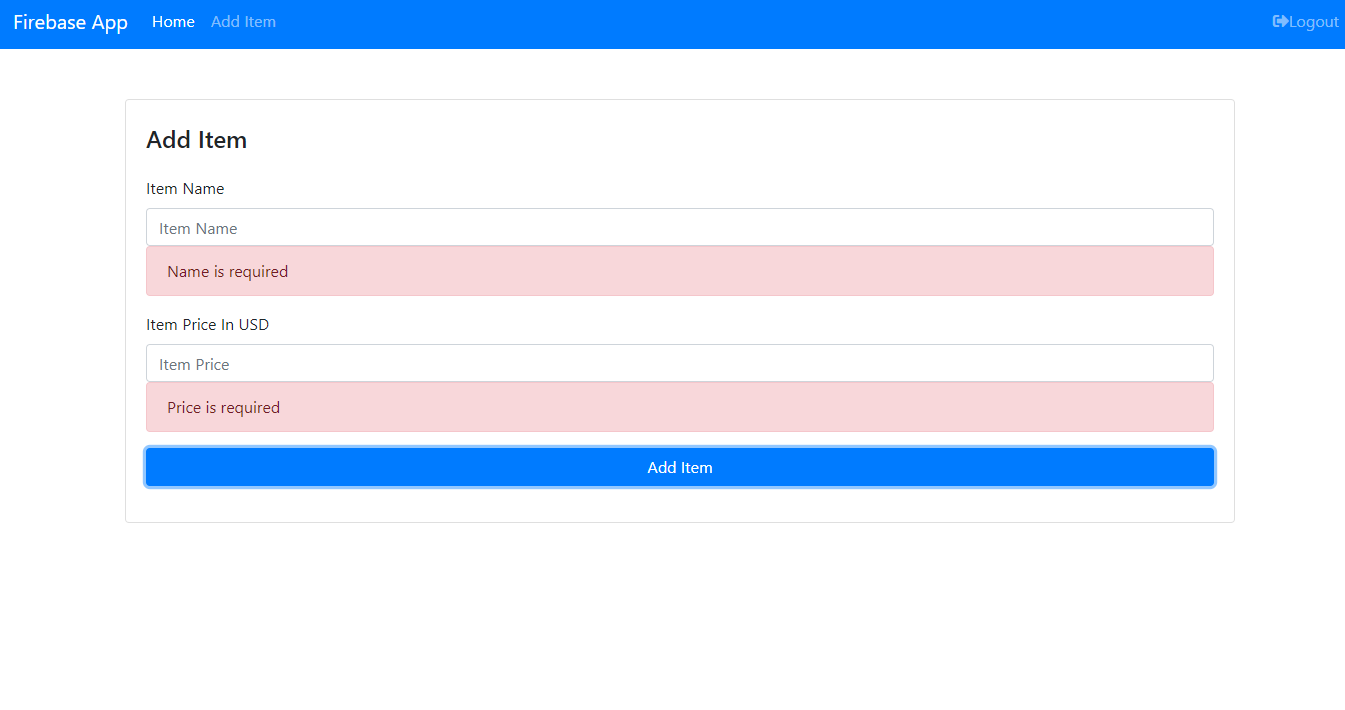 Firebase App Home Add Item Logout
Add Item
Item Name
Item Name
Name is required
Item Price In USD
Item Price
Price is required
Add Item